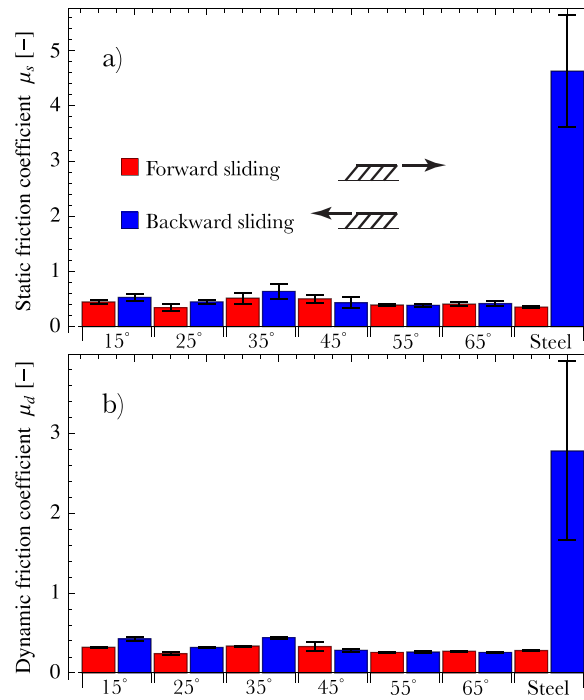 Static friction coefficient μs [−]
5
4
3
2
1
0
a)
Forward sliding
Backward sliding
15° 25° 35° 45° 55° 65° Steel
Dynamic friction coefficient μd [−]
3
2
1
0
b)
15° 25° 35° 45° 55° 65° Steel